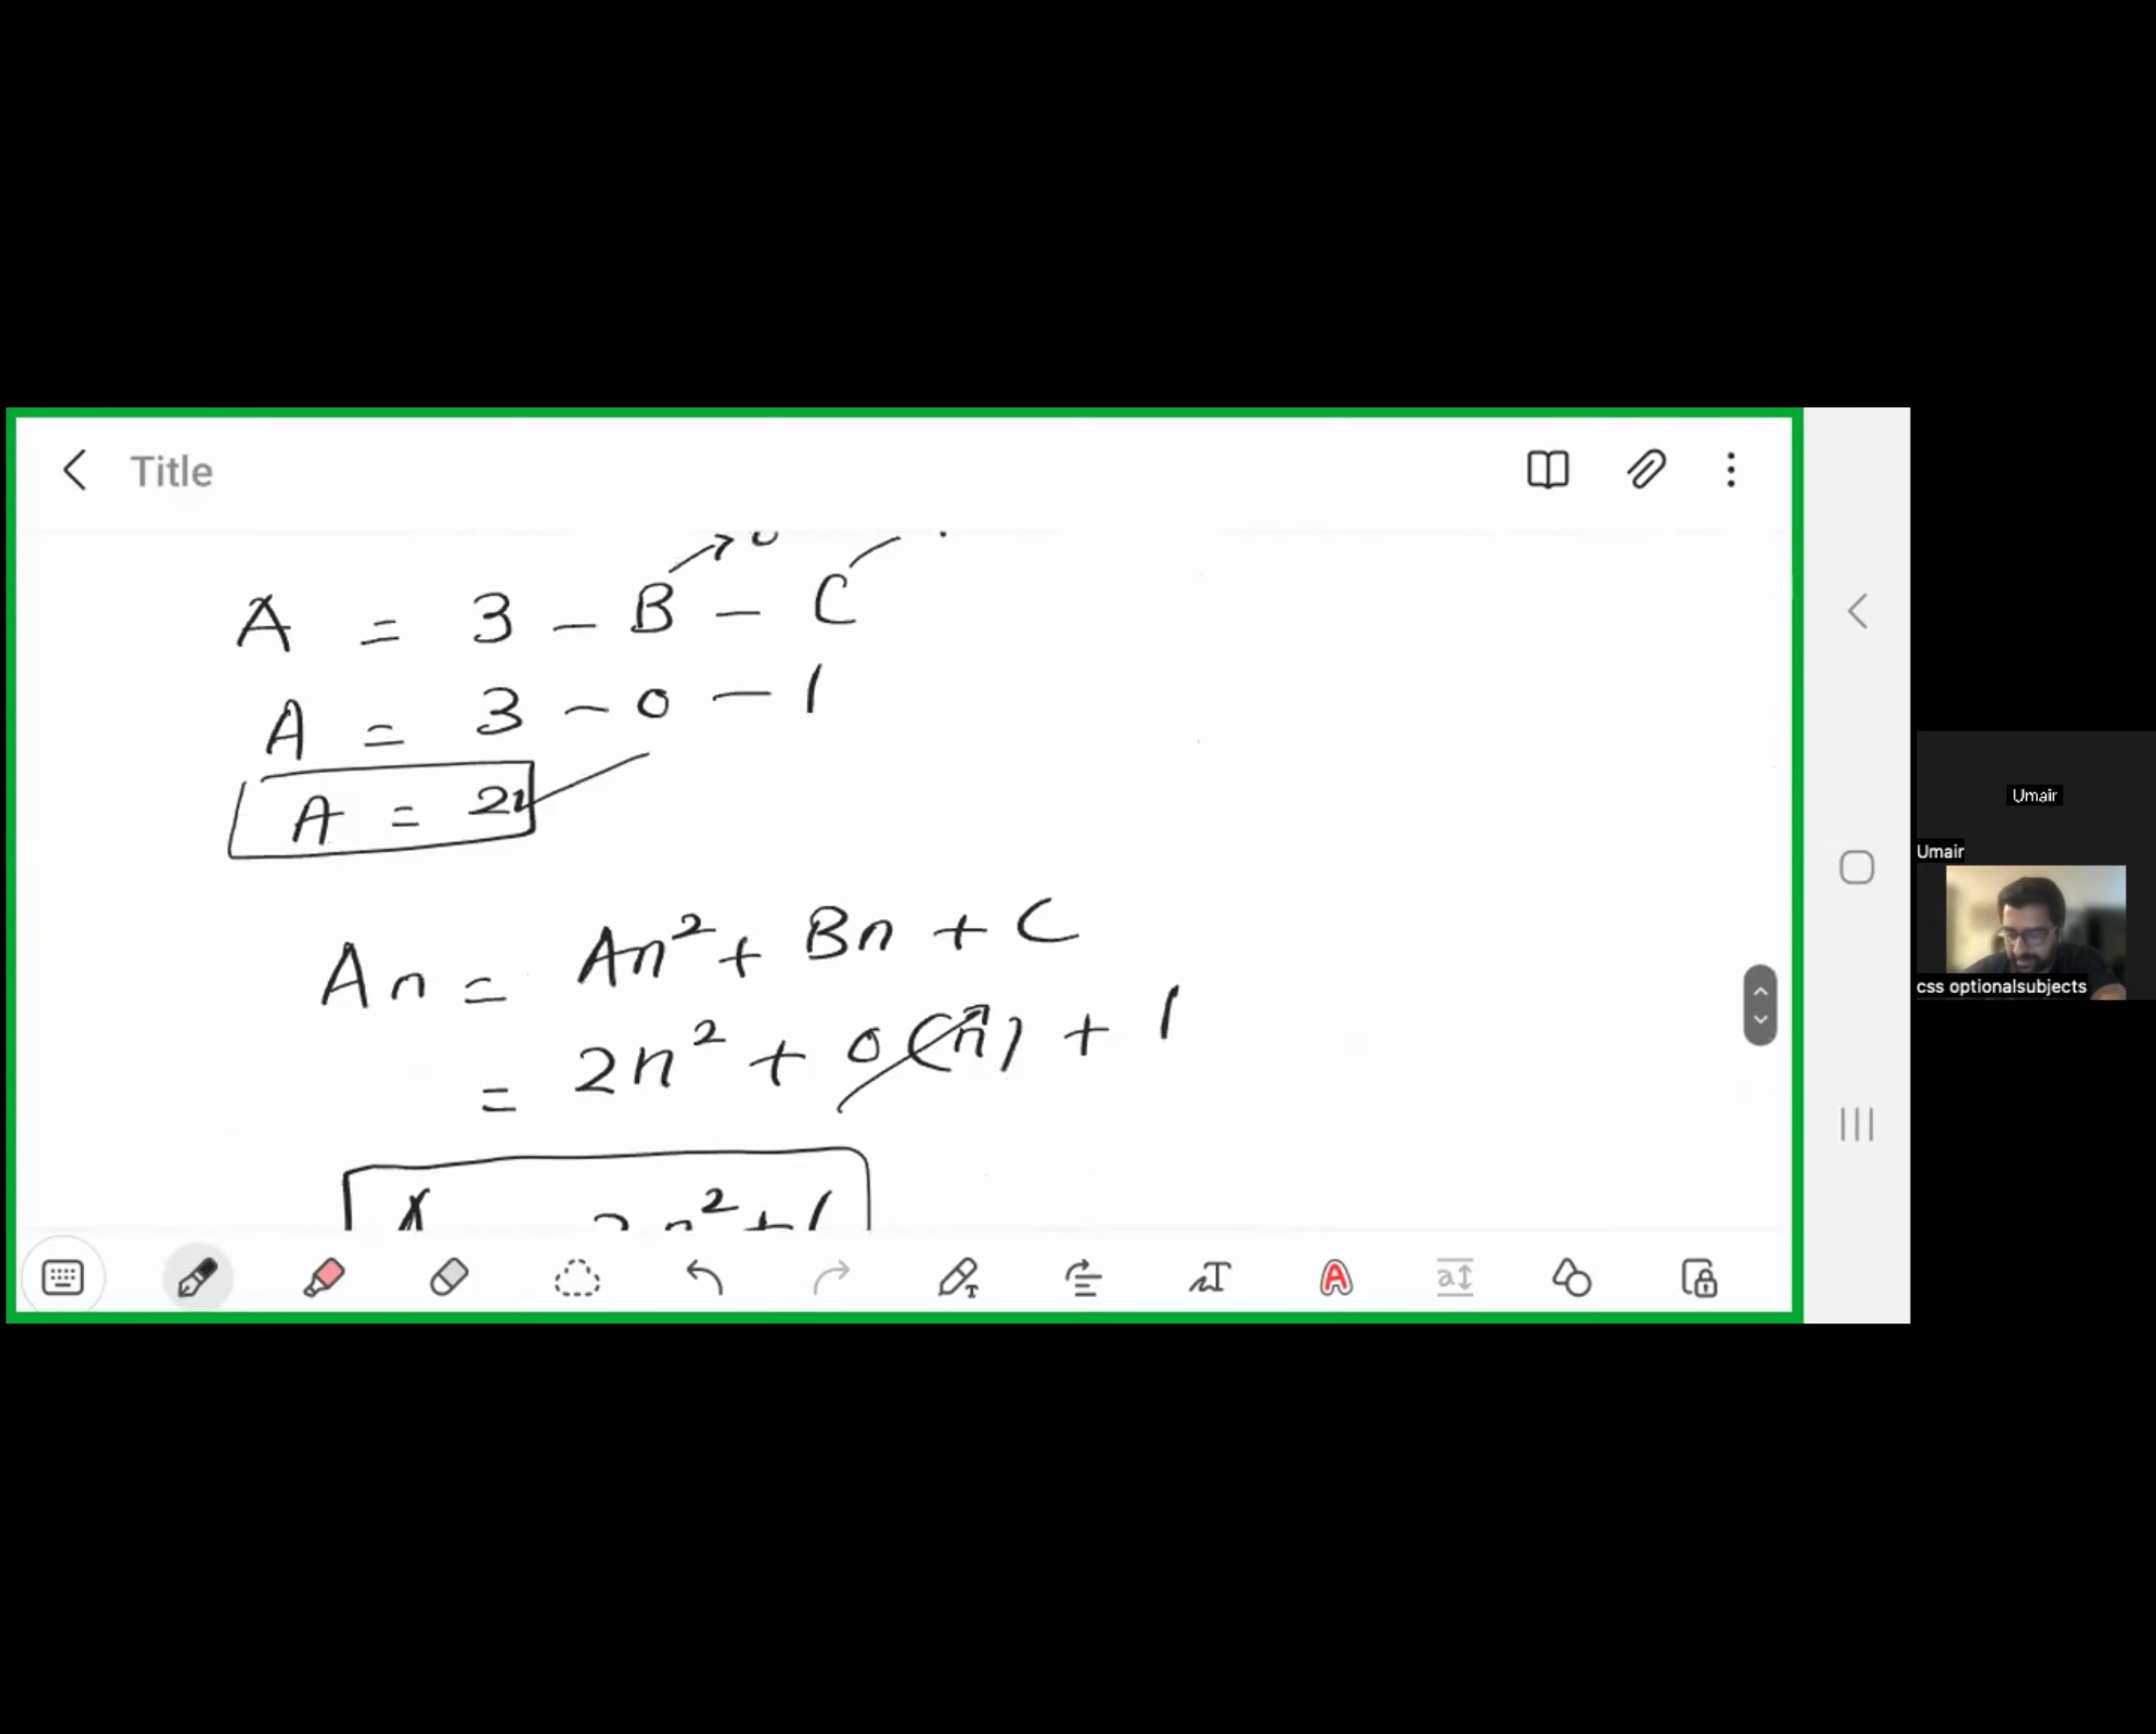 Title
A = 3 - B - C
A = 3 - 0 - 1
A = 2
An = An² + Bn + C
= 2n² + 0(n) + 1
Umair
Umair
css optionalsubjects